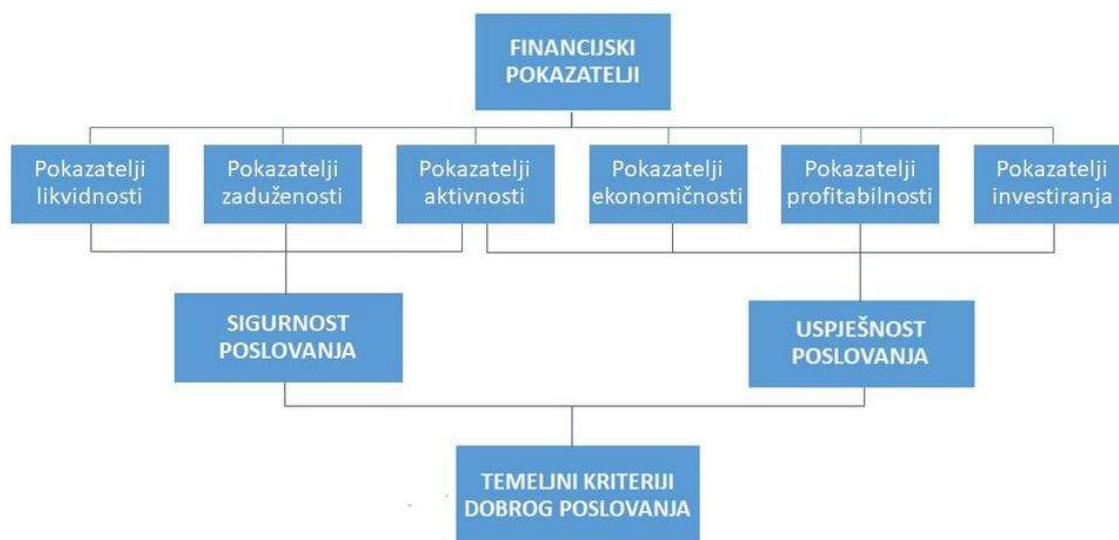 FINANCIJSKI
POKAZATELJI
Pokazatelji
likvidnosti
Pokazatelji
zaduženosti
Pokazatelji
aktivnosti
Pokazatelji
ekonomičnosti
Pokazatelji
profitabilnosti
Pokazatelji
investiranja
SIGURNOST
POSLOVANJA
USPJEŠNOST
POSLOVANJA
TEMELJNI KRITERIJI
DOBROG POSLOVANJA